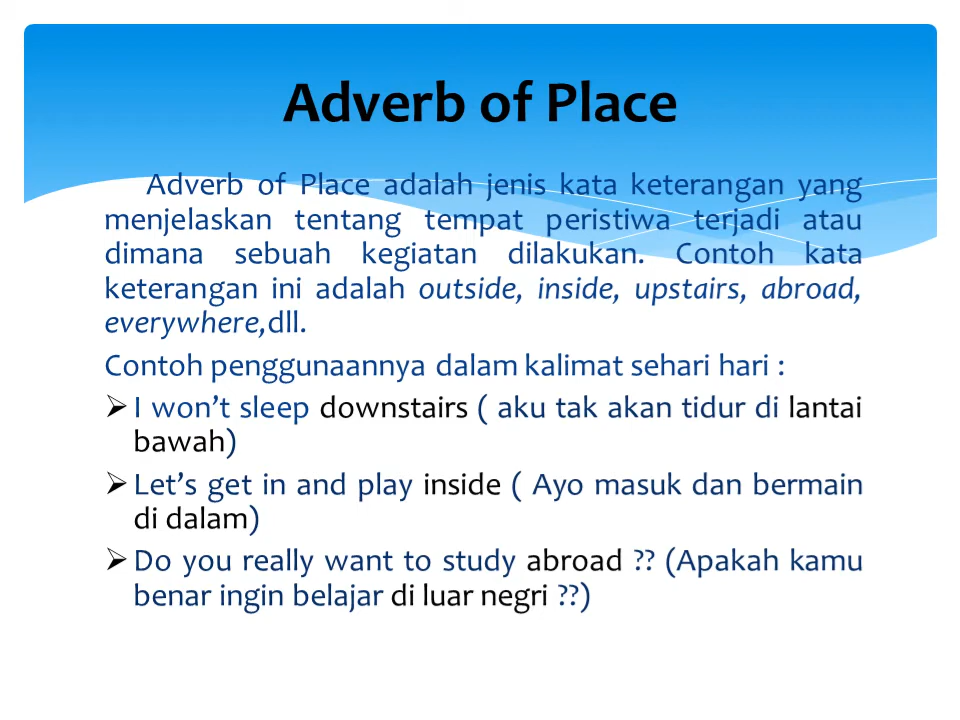 Adverb of Place
Adverb of Place adalah jenis kata keterangan yang
menjelaskan tentang tempat peristiwa terjadi atau
dimana sebuah kegiatan dilakukan. Contoh kata
keterangan ini adalah outside, inside, upstairs, abroad,
everywhere,dll.
Contoh penggunaannya dalam kalimat sehari hari :
➢I won’t sleep downstairs ( aku tak akan tidur di lantai
bawah)
➢Let’s get in and play inside ( Ayo masuk dan bermain
di dalam)
➢Do you really want to study abroad ?? (Apakah kamu
benar ingin belajar di luar negri ??)